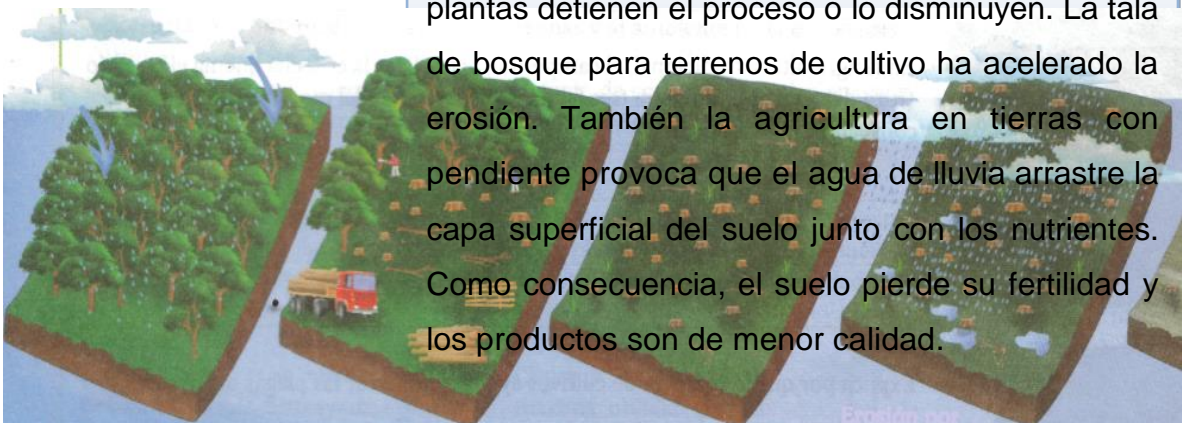 plantas detienen el proceso o lo disminuyen. La tala
de bosque para terrenos de cultivo ha acelerado la
erosión. También la agricultura en tierras con
pendiente provoca que el agua de lluvia arrastre la
capa superficial del suelo junto con los nutrientes.
Como consecuencia, el suelo pierde su fertilidad y
los productos son de menor calidad.
Erosión por